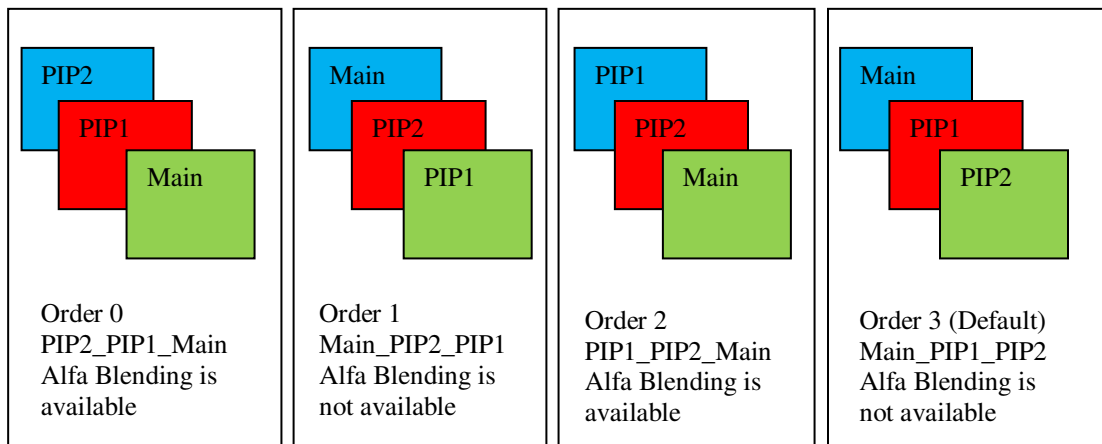 PIP2
PIP1
Main
Order 0
PIP2_PIP1_Main
Alfa Blending is
available
Main
PIP2
PIP1
Order 1
Main_PIP2_PIP1
Alfa Blending is
not available
PIP1
PIP2
Main
Order 2
PIP1_PIP2_Main
Alfa Blending is
available
Main
PIP1
PIP2
Order 3 (Default)
Main_PIP1_PIP2
Alfa Blending is
not available